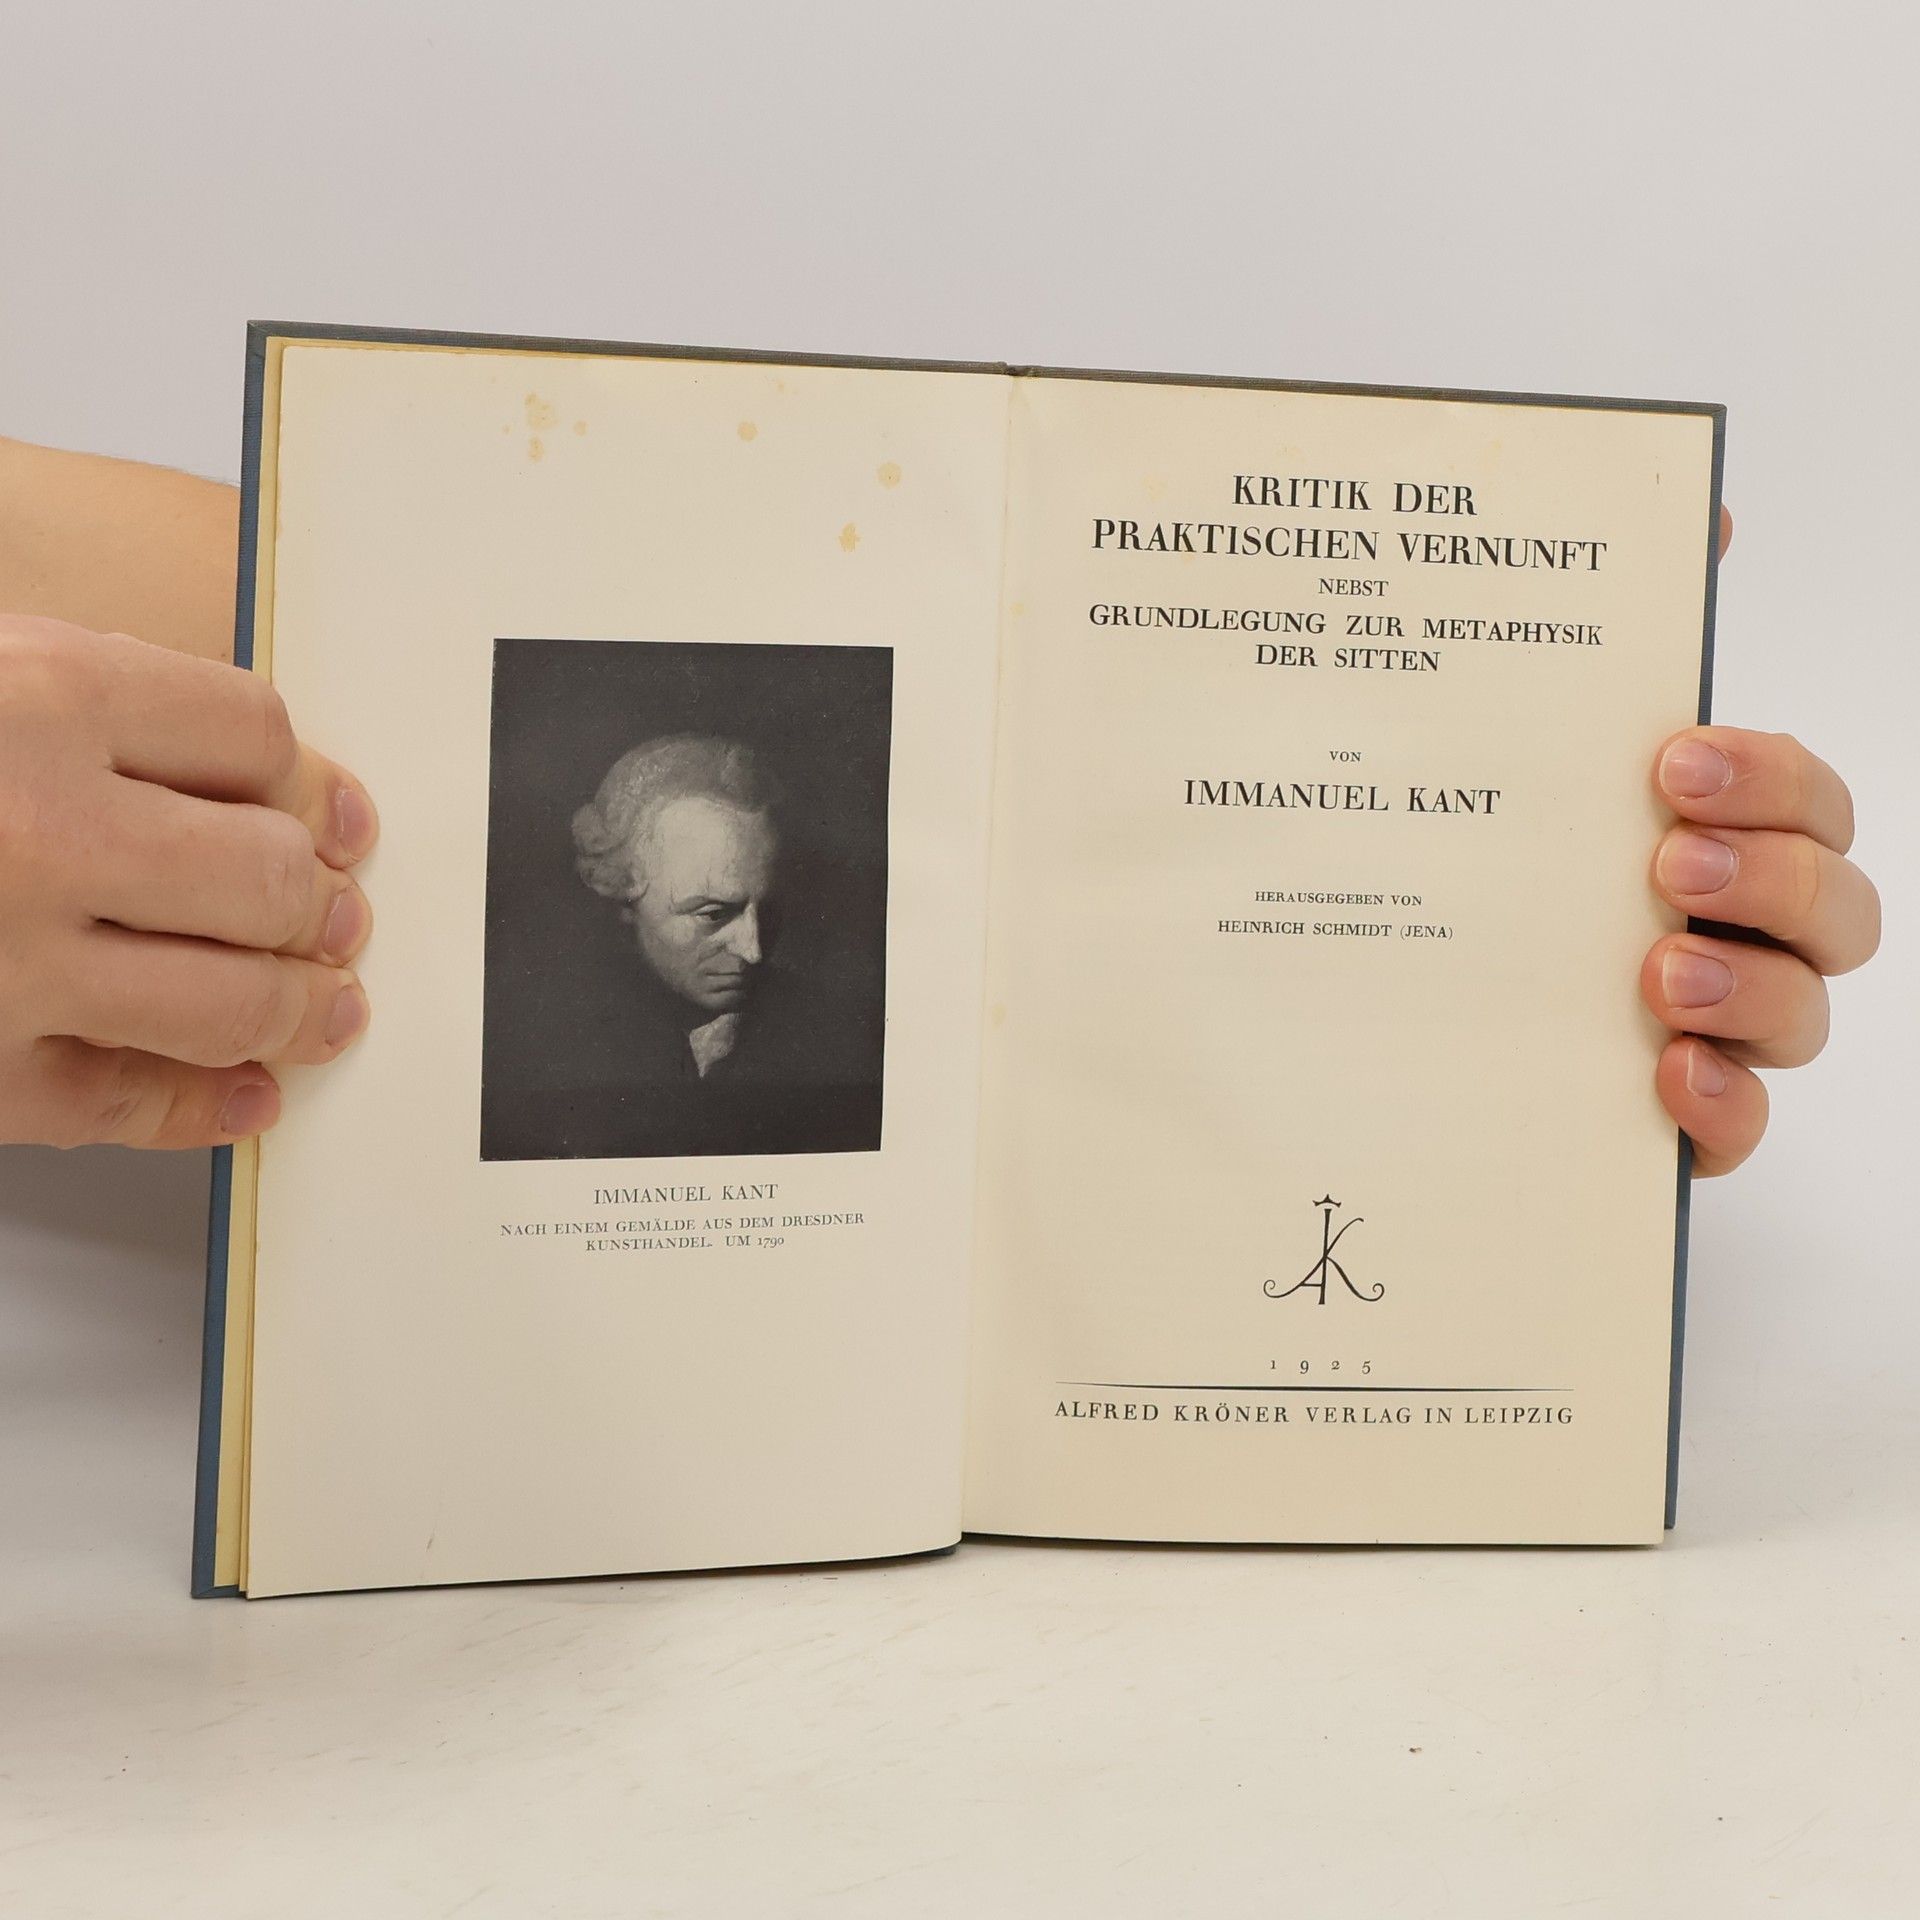 IMMANUEL KANT
NACH EINEM GEMÄLDE AUS DEM DRESDNER
KUNSTHANDEL. UM 1790
KRITIK DER
PRAKTISCHEN VERNUNFT
NEBST
GRUNDLEGUNG ZUR METAPHYSIK
DER SITTEN
VON
IMMANUEL KANT
HERAUSGEGEBEN VON
HEINRICH SCHMIDT (JENA)
AK
1925
ALFRED KRÖNER VERLAG IN LEIPZIG